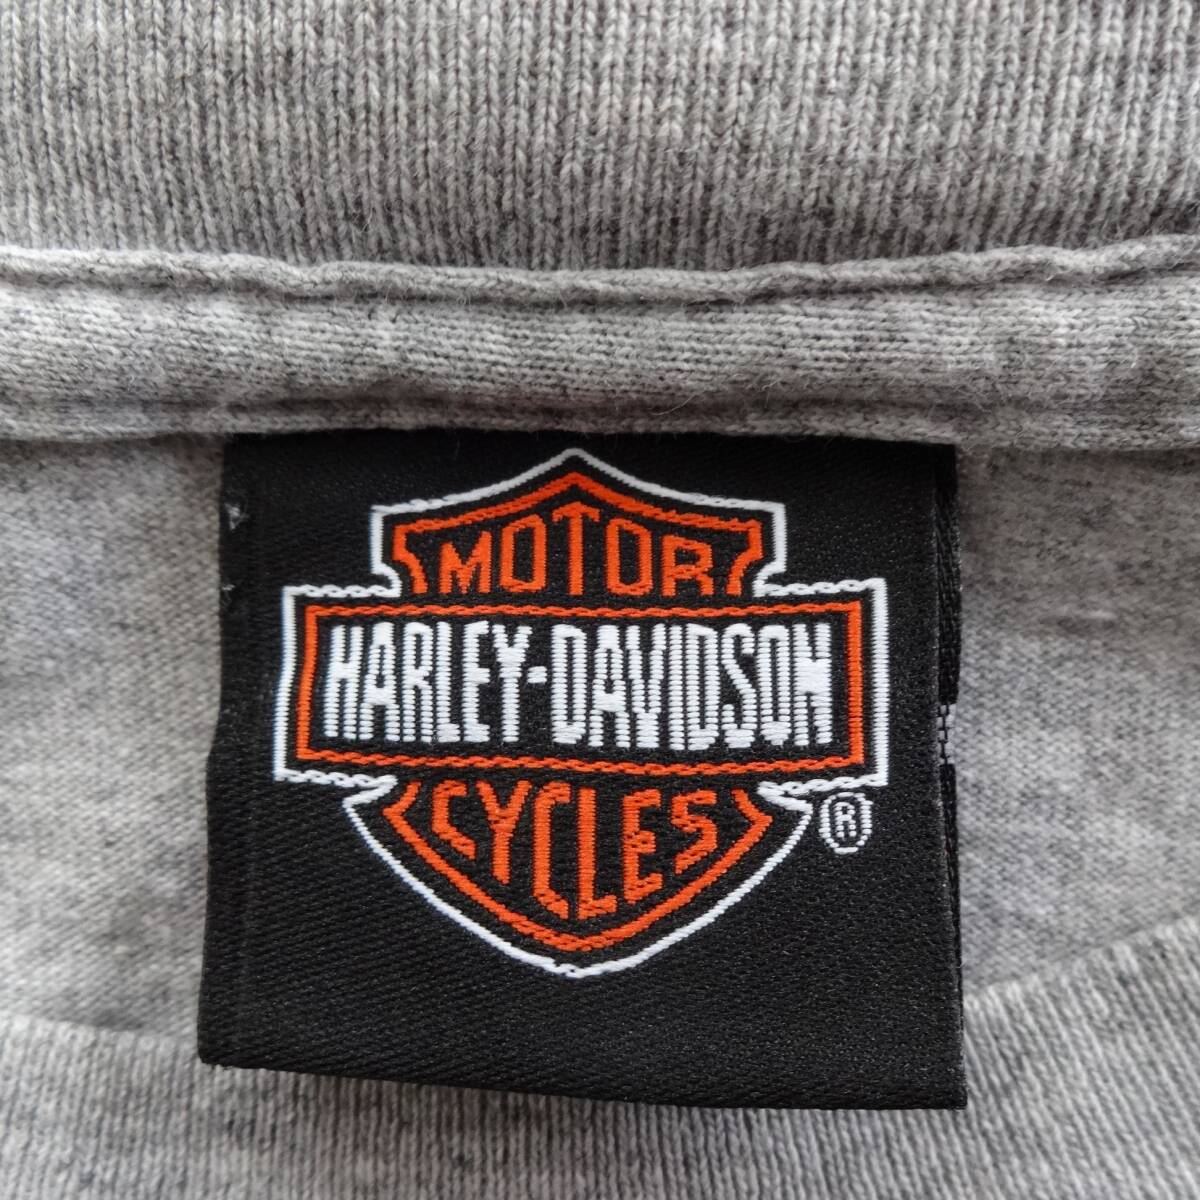 MOTOR
HARLEY-DAVIDSON
CYCLES
®